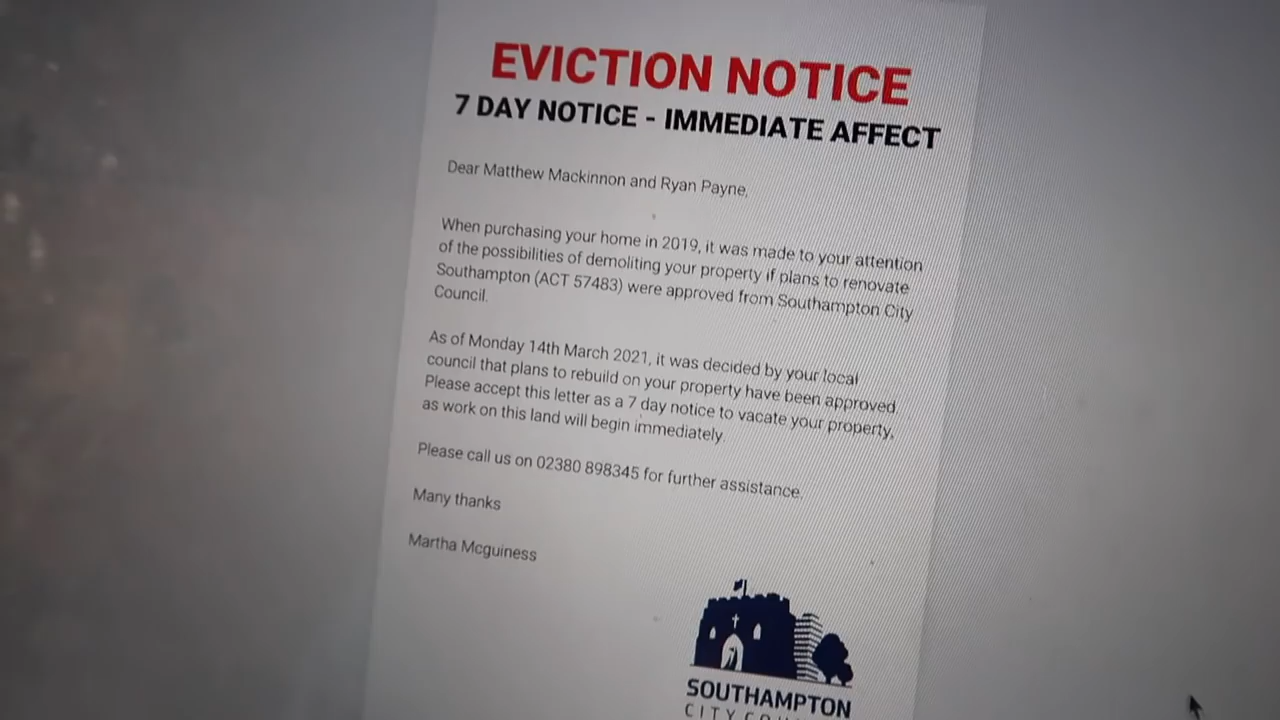 EVICTION NOTICE
7 DAY NOTICE - IMMEDIATE AFFECT
Dear Matthew Mackinnon and Ryan Payne,
When purchasing your home in 2019, it was made to your attention
of the possibilities of demoliting your property if plans to renovate
Southampton (ACT 57483) were approved from Southampton City
Council.
As of Monday 14th March 2021, it was decided by your local
council that plans to rebuild on your property have been approved.
Please accept this letter as a 7 day notice to vacate your property,
as work on this land will begin immediately.
Please call us on 02380 898345 for further assistance.
Many thanks
Martha Mcguiness
SOUTHAMPTON
CITY